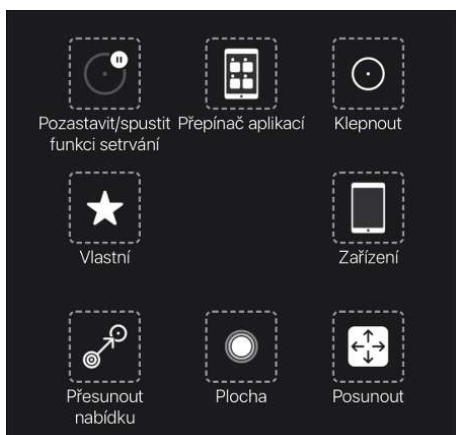 Pozastavit/spustit
funkci setrvání
Přepínač aplikací
Klepnout
Vlastní
Zařízení
Přesunout
nabídku
Plocha
Posunout